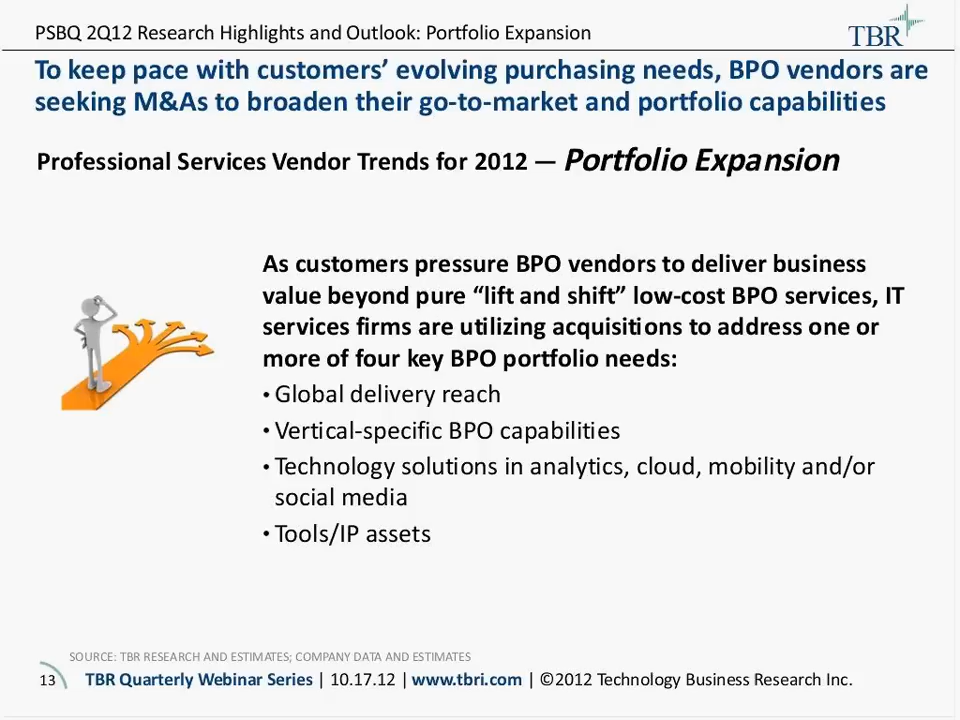 PSBQ 2Q12 Research Highlights and Outlook: Portfolio Expansion
TBR
To keep pace with customers’ evolving purchasing needs, BPO vendors are
seeking M&As to broaden their go-to-market and portfolio capabilities
Professional Services Vendor Trends for 2012 — Portfolio Expansion
As customers pressure BPO vendors to deliver business
value beyond pure “lift and shift” low-cost BPO services, IT
services firms are utilizing acquisitions to address one or
more of four key BPO portfolio needs:
• Global delivery reach
• Vertical-specific BPO capabilities
• Technology solutions in analytics, cloud, mobility and/or
social media
• Tools/IP assets
SOURCE: TBR RESEARCH AND ESTIMATES; COMPANY DATA AND ESTIMATES
13 TBR Quarterly Webinar Series | 10.17.12 | www.tbri.com | ©2012 Technology Business Research Inc.